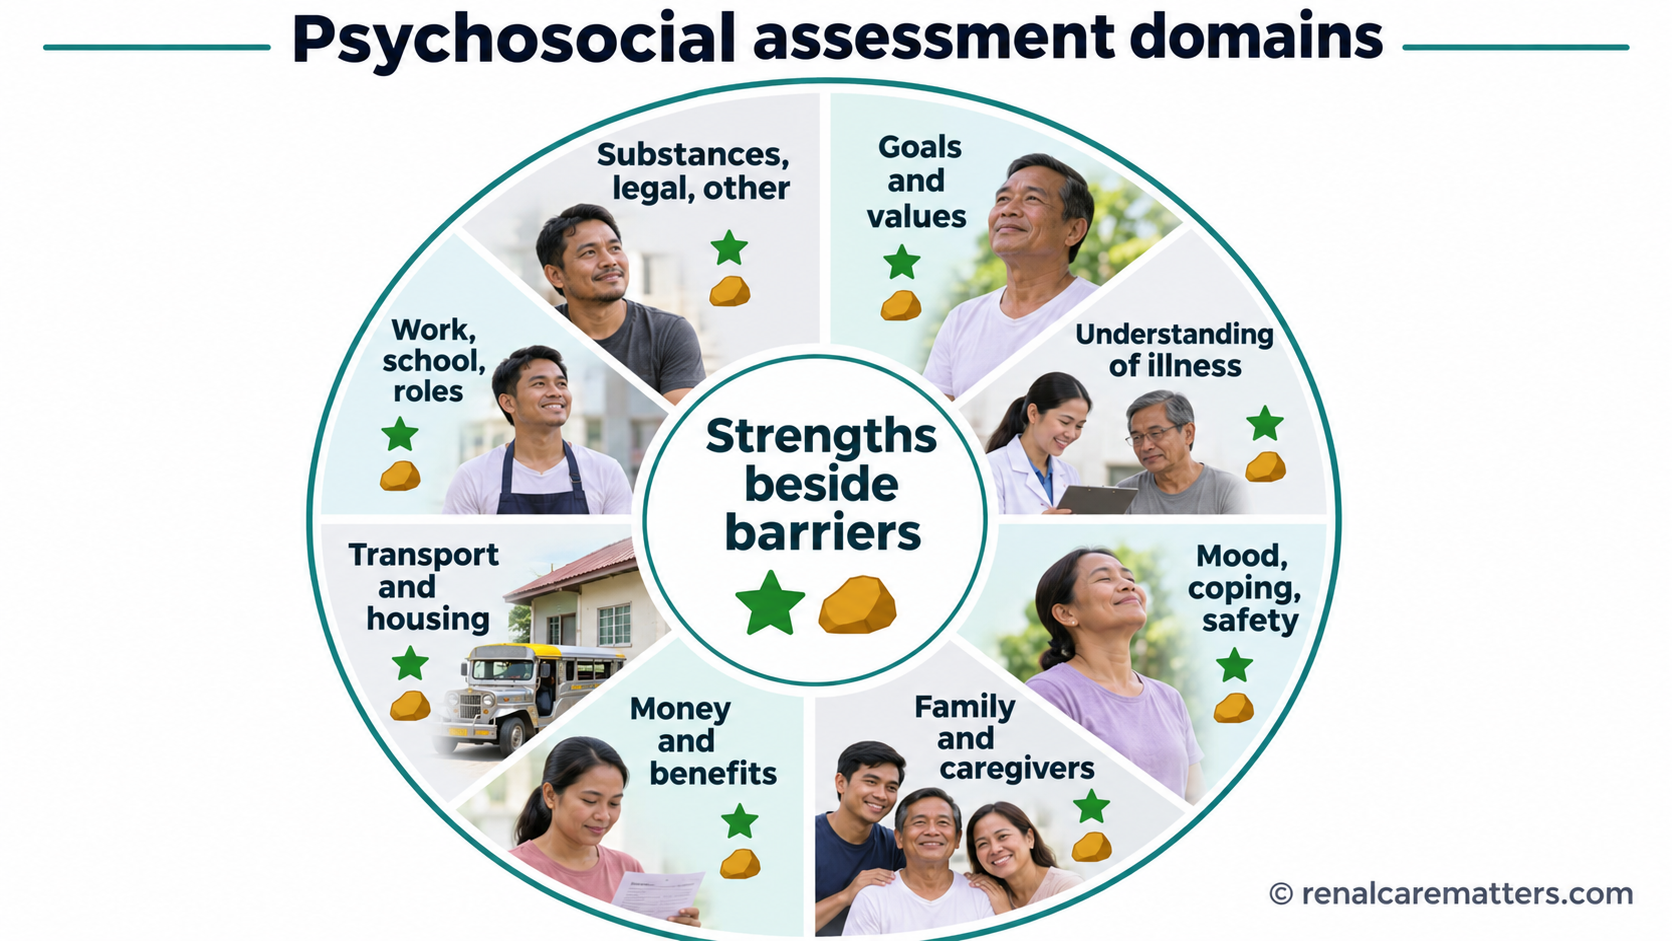 Psychosocial assessment domains
Substances,
legal, other
Goals
and
values
Understanding
of illness
Mood,
coping,
safety
Family
and
caregivers
Money
and
benefits
Transport
and
housing
Work,
school,
roles
Strengths
beside
barriers
© renalcarematters.com